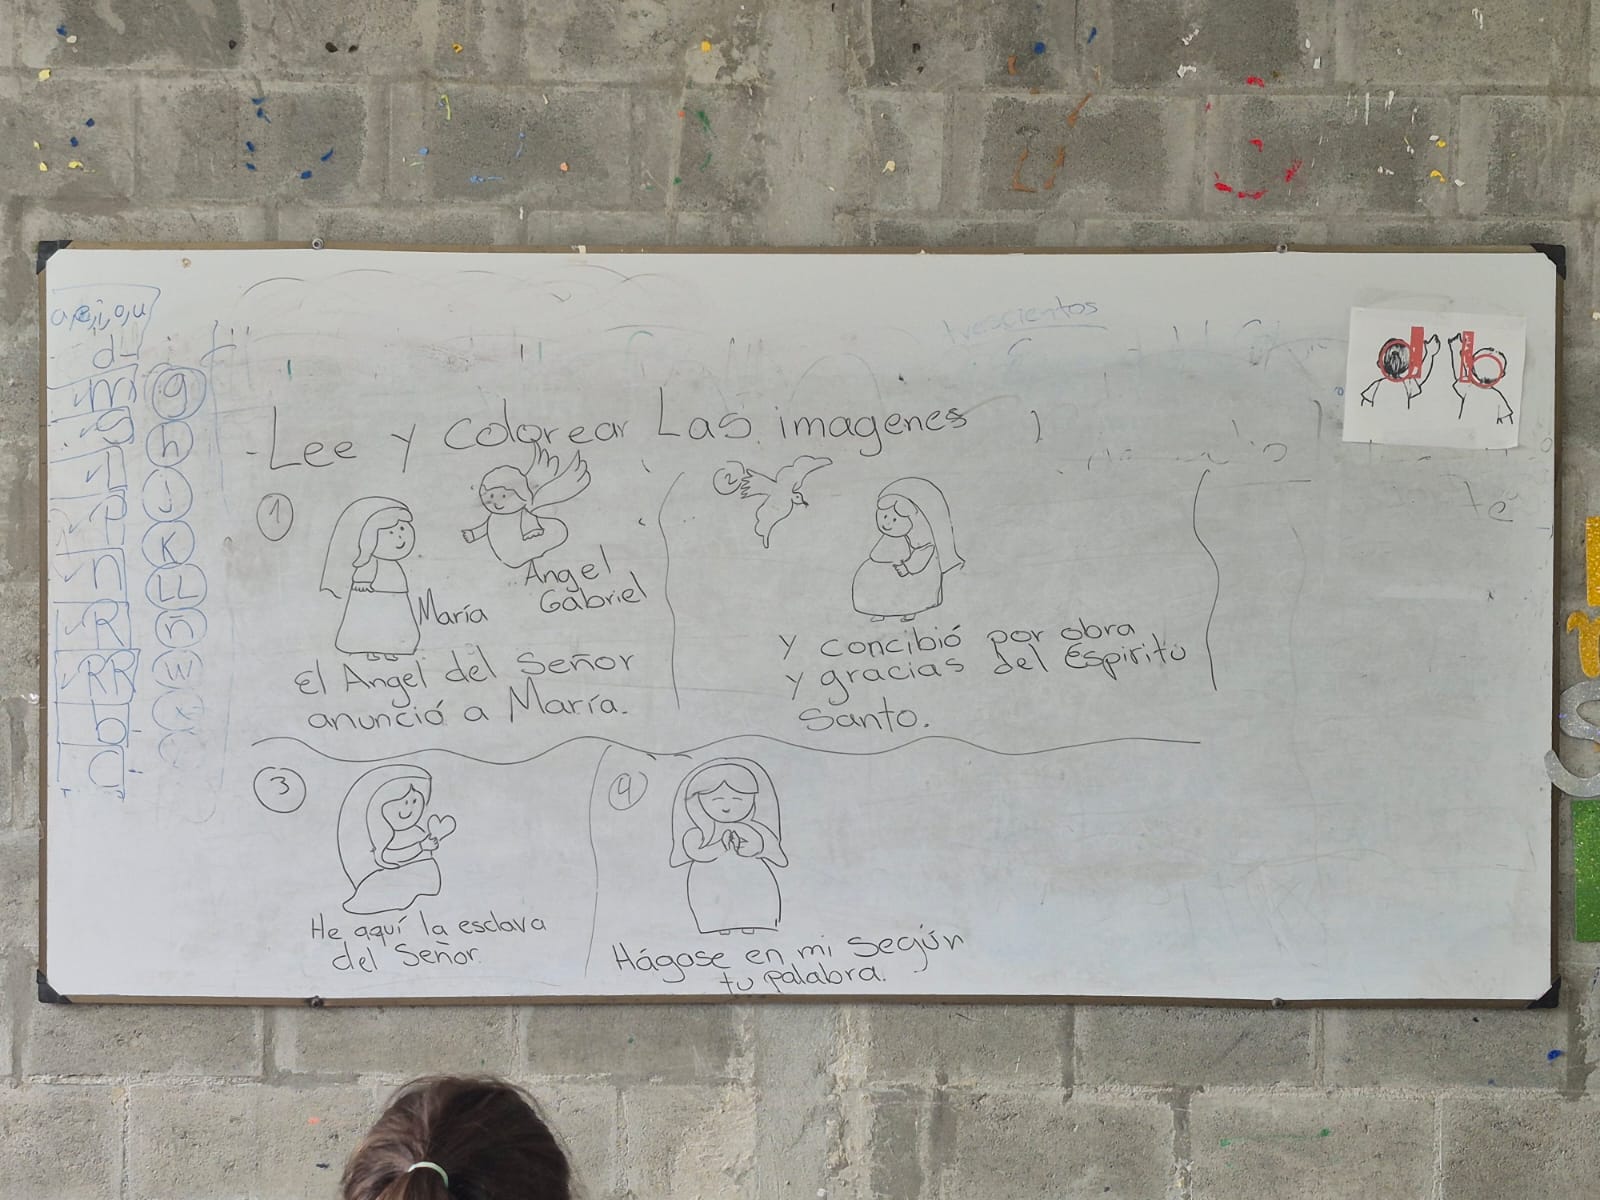 a, e, i, o, u
d
m
s
l
p
n
R
RR
b
d
g
h
j
K
LL
ñ
W
x
trescientos
d b
Lee y colorear Las imagenes
1
María
Angel
Gabriel
El Angel del Señor
anunció a María.
2
y concibió por obra
y gracias del Espiritu
Santo.
3
He aquí la esclava
del Señor.
4
Hágase en mi según
tu palabra.